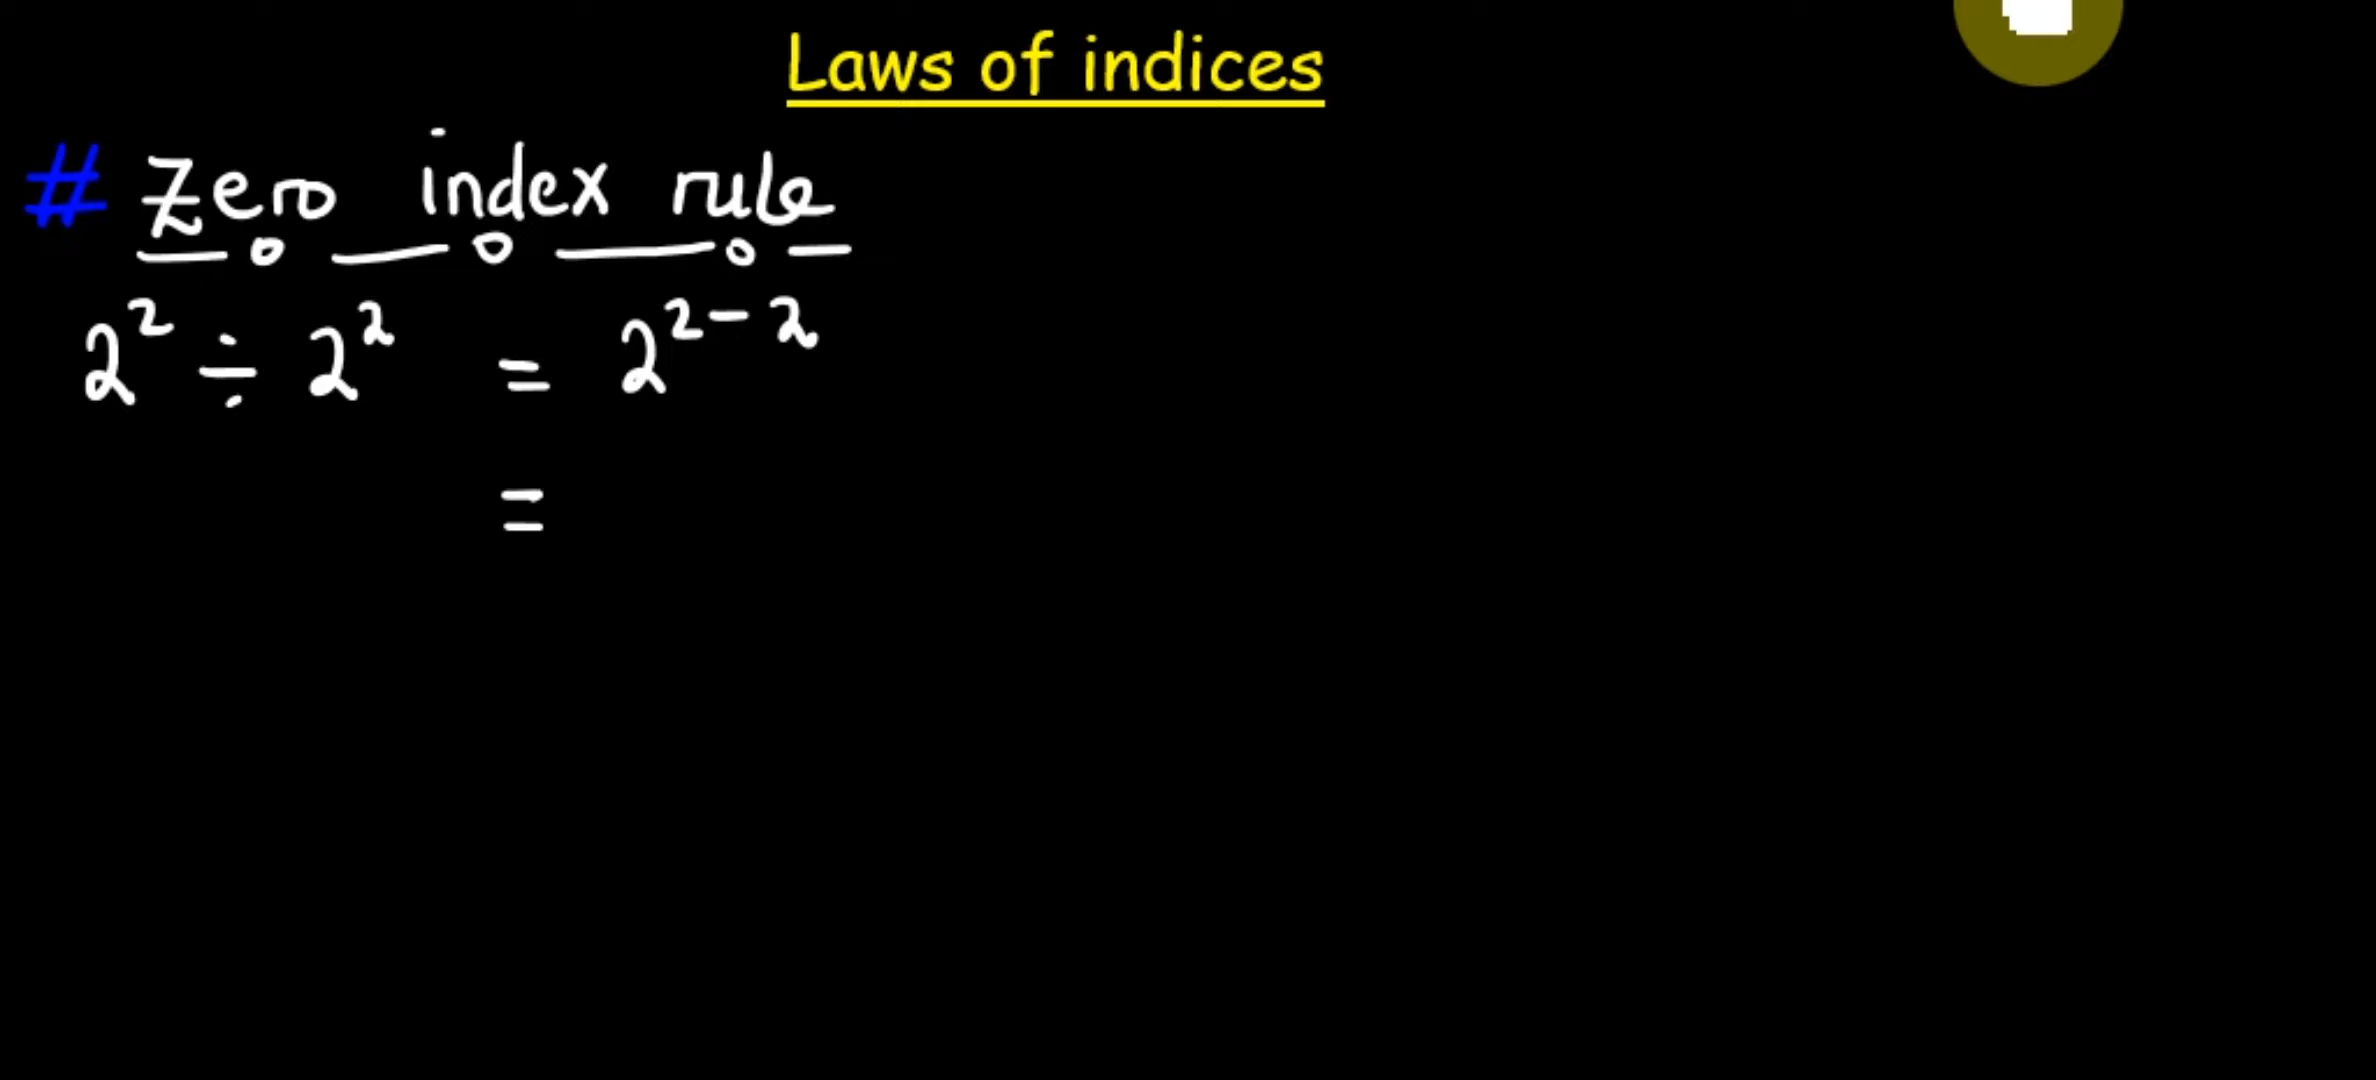 Laws of indices
# Zero index rule
2² ÷ 2² = 2²⁻²
=